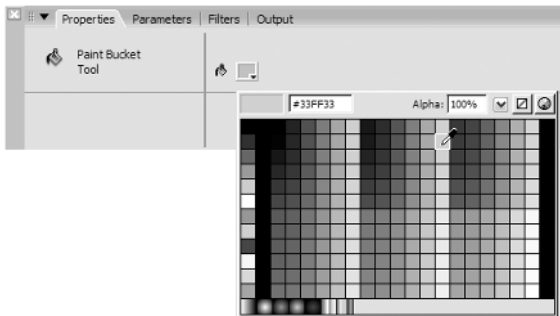 Properties Parameters Filters Output
Paint Bucket
Tool
#33FF33 Alpha: 100%